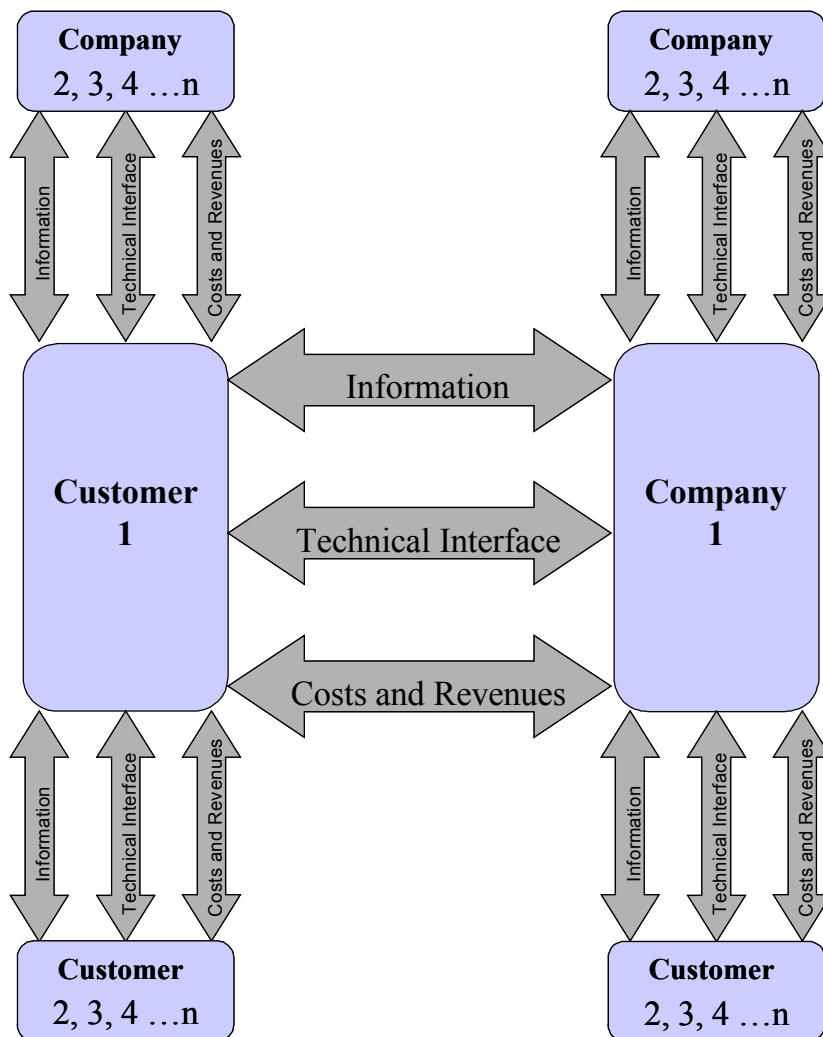 Company
2, 3, 4 …n
Company
2, 3, 4 …n
Information
Technical Interface
Costs and Revenues
Information
Technical Interface
Costs and Revenues
Customer
1
Information
Technical Interface
Costs and Revenues
Company
1
Information
Technical Interface
Costs and Revenues
Information
Technical Interface
Costs and Revenues
Customer
2, 3, 4 …n
Customer
2, 3, 4 …n